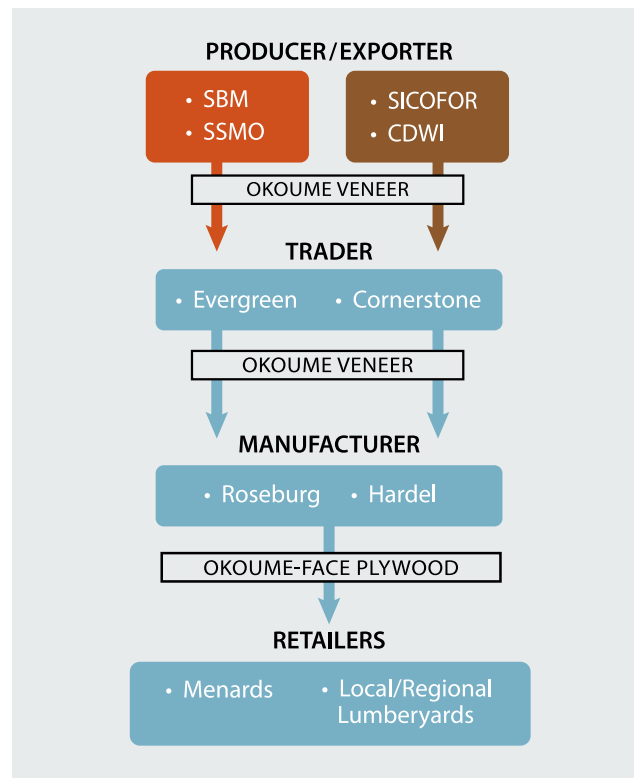 PRODUCER/EXPORTER
• SBM
• SSMO
• SICOFOR
• CDWI
OKOUME VENEER
TRADER
• Evergreen • Cornerstone
OKOUME VENEER
MANUFACTURER
• Roseburg • Hardel
OKOUME-FACE PLYWOOD
RETAILERS
• Menards
• Local/Regional
Lumberyards